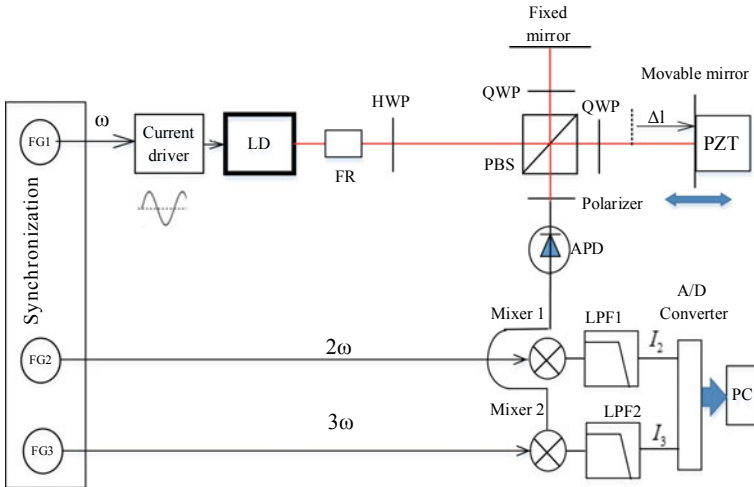 Fixed
mirror
Movable mirror
HWP
QWP
QWP
Δl
FG1
ω
Current
driver
LD
FR
PBS
PZT
Polarizer
Synchronization
APD
A/D
Converter
Mixer 1
LPF1
FG2
2ω
I₂
PC
Mixer 2
LPF2
FG3
3ω
I₃